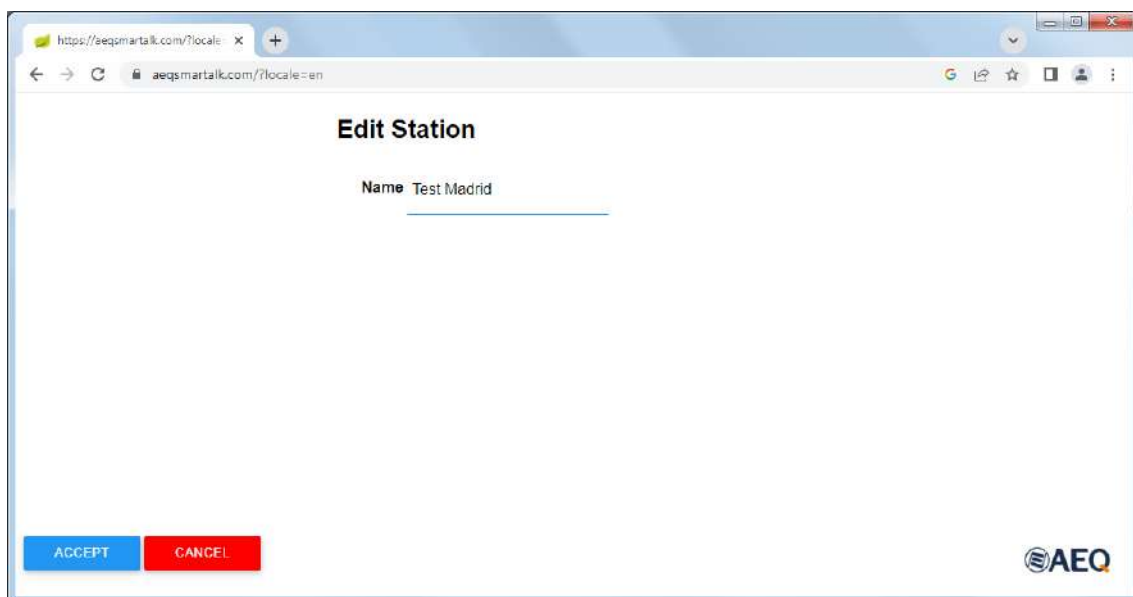 https://aeqsmartalk.com/?locale
aeqsmartalk.com/?locale=en
Edit Station
Name Test Madrid
ACCEPT CANCEL
AEQ